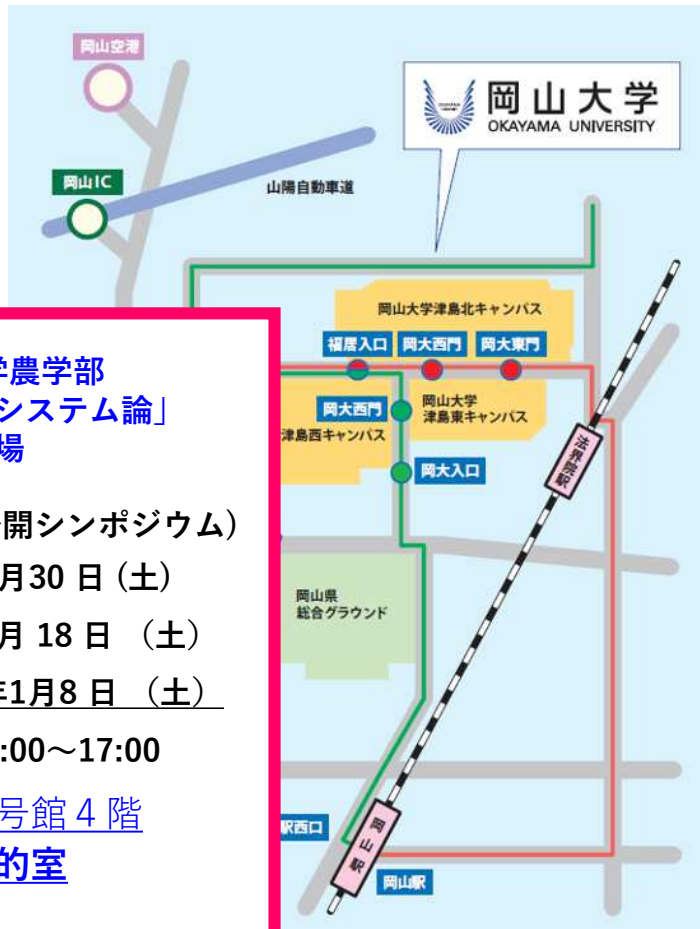 岡山空港
岡山大学
OKAYAMA UNIVERSITY
岡山IC
山陽自動車道
岡山大学津島北キャンパス
福居入口
岡大西門
岡大東門
岡大西門
岡山大学
津島東キャンパス
津島西キャンパス
岡大入口
法界院駅
岡山県
総合グラウンド
駅西口
岡山駅
岡山駅
学農学部
システム論」
場
開シンポジウム)
月30 日 (土)
月 18 日 （土）
1月8 日 （土）
:00～17:00
号館 4 階
的室